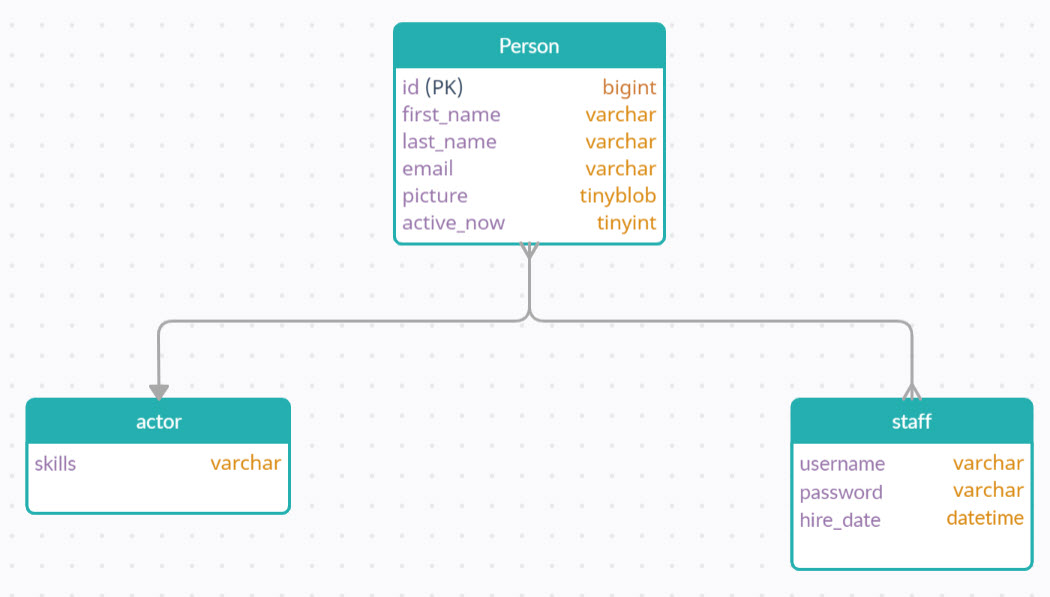 Person
id (PK) bigint
first_name varchar
last_name varchar
email varchar
picture tinyblob
active_now tinyint
actor
skills varchar
staff
username varchar
password varchar
hire_date datetime